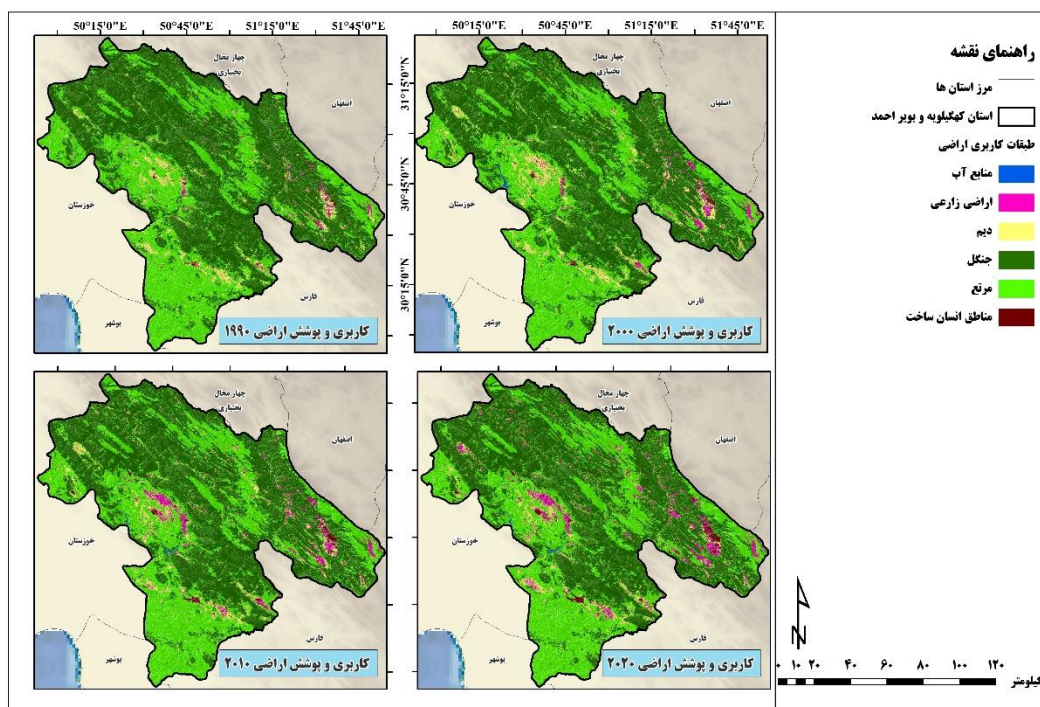 50°15'0"E 50°45'0"E 51°15'0"E 51°45'0"E
50°15'0"E 50°45'0"E 51°15'0"E 51°45'0"E
31°15'0"N
30°45'0"N
30°15'0"N
چهار محال
بختیاری
اصفهان
خوزستان
فارس
بوشهر
کاربری و پوشش اراضی ۱۹۹۰
چهار محال
بختیاری
اصفهان
خوزستان
فارس
بوشهر
کاربری و پوشش اراضی ۲۰۰۰
چهار محال
بختیاری
اصفهان
خوزستان
فارس
بوشهر
کاربری و پوشش اراضی ۲۰۱۰
چهار محال
بختیاری
اصفهان
خوزستان
فارس
بوشهر
کاربری و پوشش اراضی ۲۰۲۰
راهنمای نقشه
مرز استان ها
استان کهگیلویه و بویر احمد
طبقات کاربری اراضی
منابع آب
اراضی زارعی
دیم
جنگل
مرتع
مناطق انسان ساخت
N
۰ ۱۰ ۲۰ ۴۰ ۶۰ ۸۰ ۱۰۰ ۱۲۰
کیلومتر